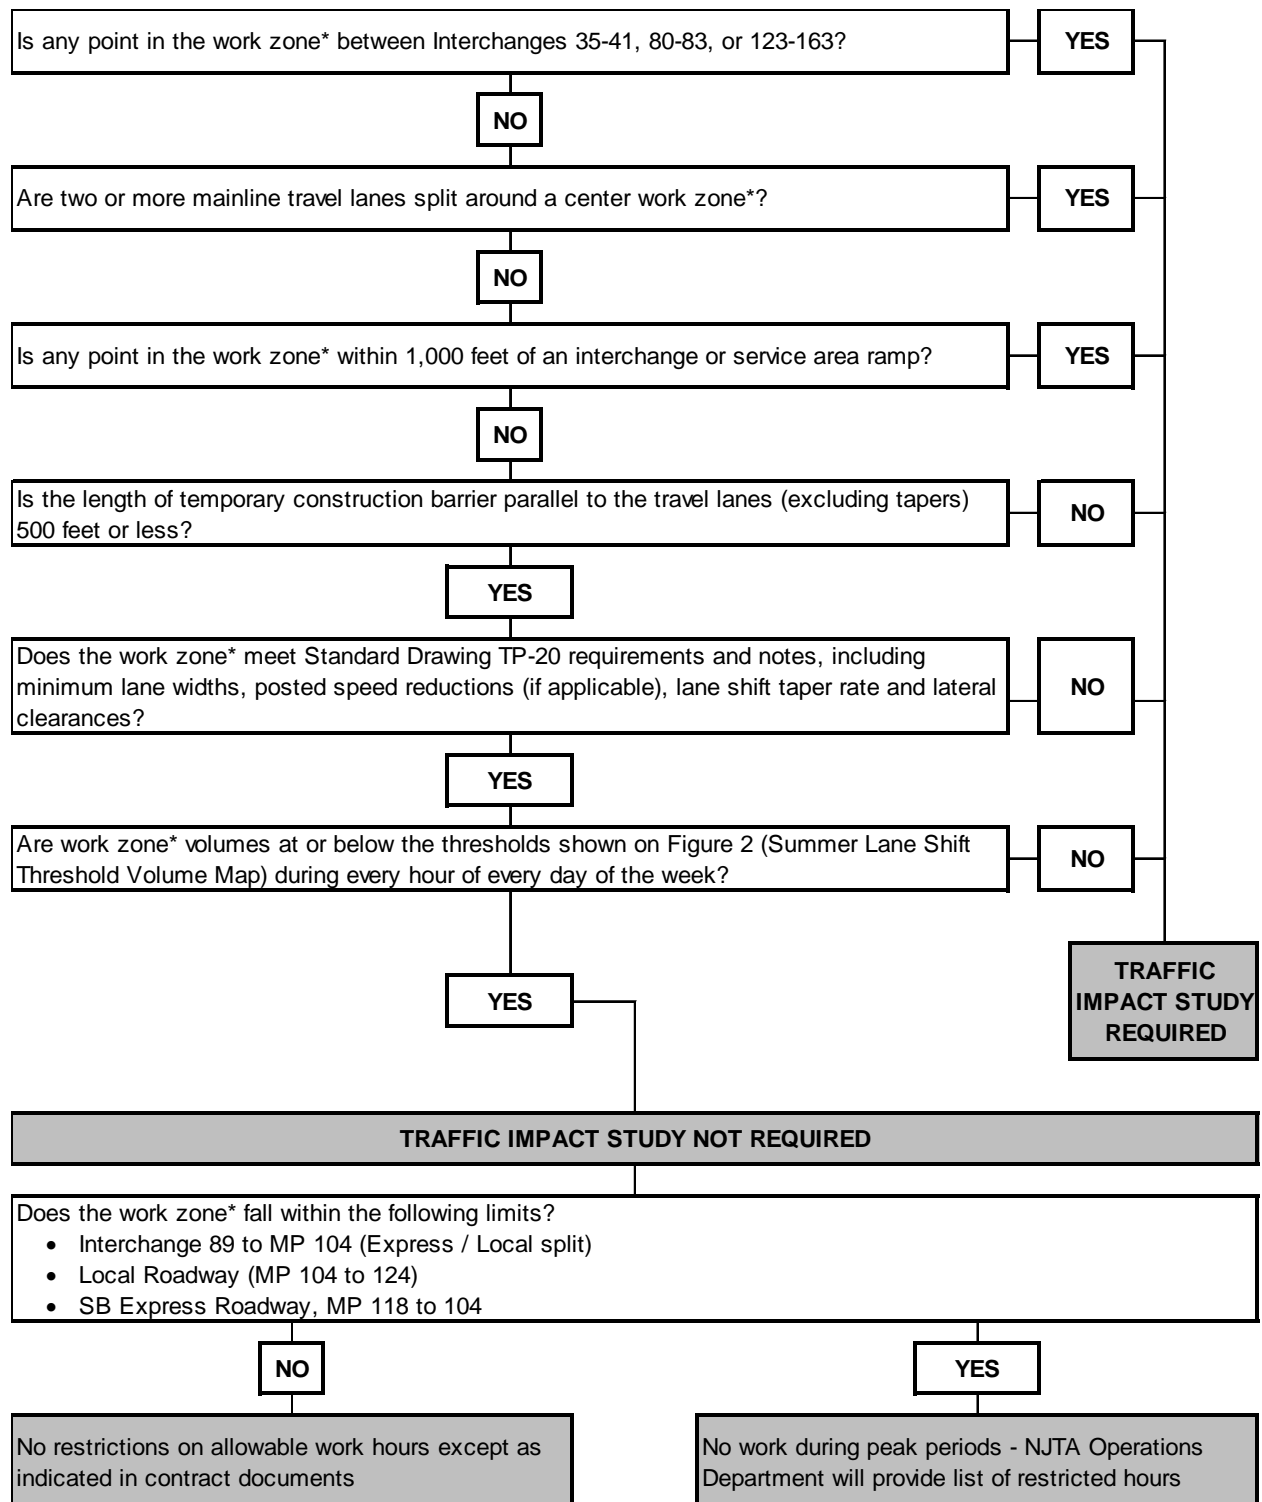 Is any point in the work zone* between Interchanges 35-41, 80-83, or 123-163?
YES
NO
Are two or more mainline travel lanes split around a center work zone*?
YES
NO
Is any point in the work zone* within 1,000 feet of an interchange or service area ramp?
YES
NO
Is the length of temporary construction barrier parallel to the travel lanes (excluding tapers)
500 feet or less?
NO
YES
Does the work zone* meet Standard Drawing TP-20 requirements and notes, including
minimum lane widths, posted speed reductions (if applicable), lane shift taper rate and lateral
clearances?
NO
YES
Are work zone* volumes at or below the thresholds shown on Figure 2 (Summer Lane Shift
Threshold Volume Map) during every hour of every day of the week?
NO
YES
TRAFFIC
IMPACT STUDY
REQUIRED
TRAFFIC IMPACT STUDY NOT REQUIRED
Does the work zone* fall within the following limits?
• Interchange 89 to MP 104 (Express / Local split)
• Local Roadway (MP 104 to 124)
• SB Express Roadway, MP 118 to 104
NO
YES
No restrictions on allowable work hours except as
indicated in contract documents
No work during peak periods - NJTA Operations
Department will provide list of restricted hours